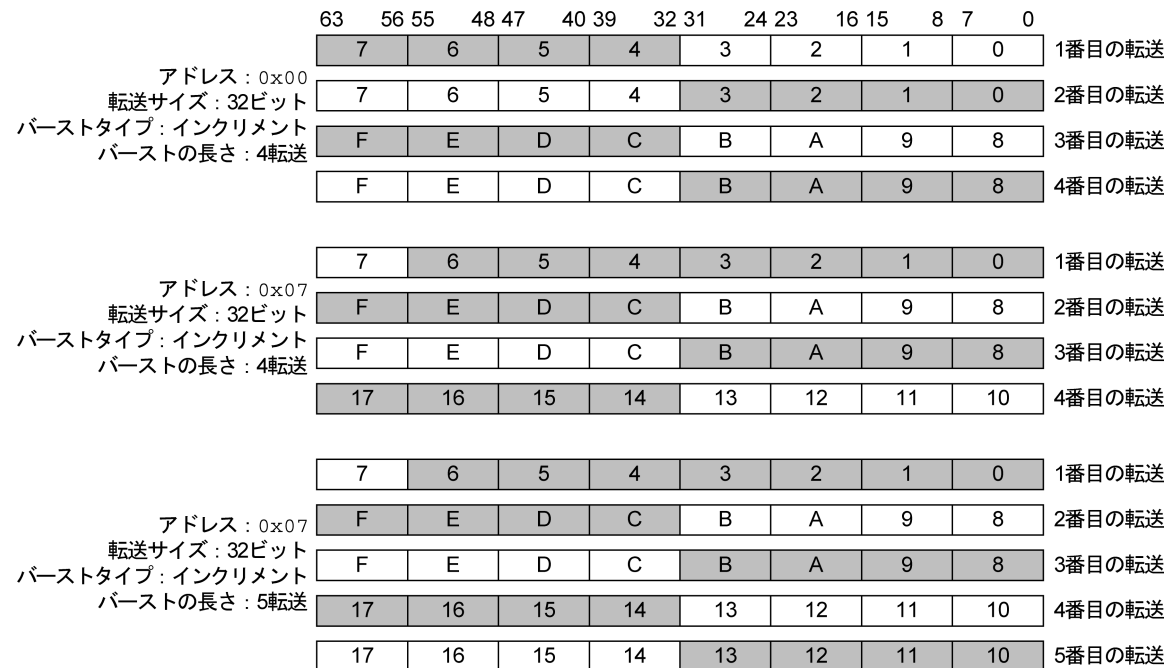 63 56 55 48 47 40 39 32 31 24 23 16 15 8 7 0
7 6 5 4 3 2 1 0 1番目の転送
アドレス：0x00
7 6 5 4 3 2 1 0 2番目の転送
転送サイズ：32ビット
バーストタイプ：インクリメント
F E D C B A 9 8 3番目の転送
バーストの長さ：4転送
F E D C B A 9 8 4番目の転送
7 6 5 4 3 2 1 0 1番目の転送
アドレス：0x07
F E D C B A 9 8 2番目の転送
転送サイズ：32ビット
バーストタイプ：インクリメント
F E D C B A 9 8 3番目の転送
バーストの長さ：4転送
17 16 15 14 13 12 11 10 4番目の転送
7 6 5 4 3 2 1 0 1番目の転送
アドレス：0x07
F E D C B A 9 8 2番目の転送
転送サイズ：32ビット
バーストタイプ：インクリメント
F E D C B A 9 8 3番目の転送
バーストの長さ：5転送
17 16 15 14 13 12 11 10 4番目の転送
17 16 15 14 13 12 11 10 5番目の転送